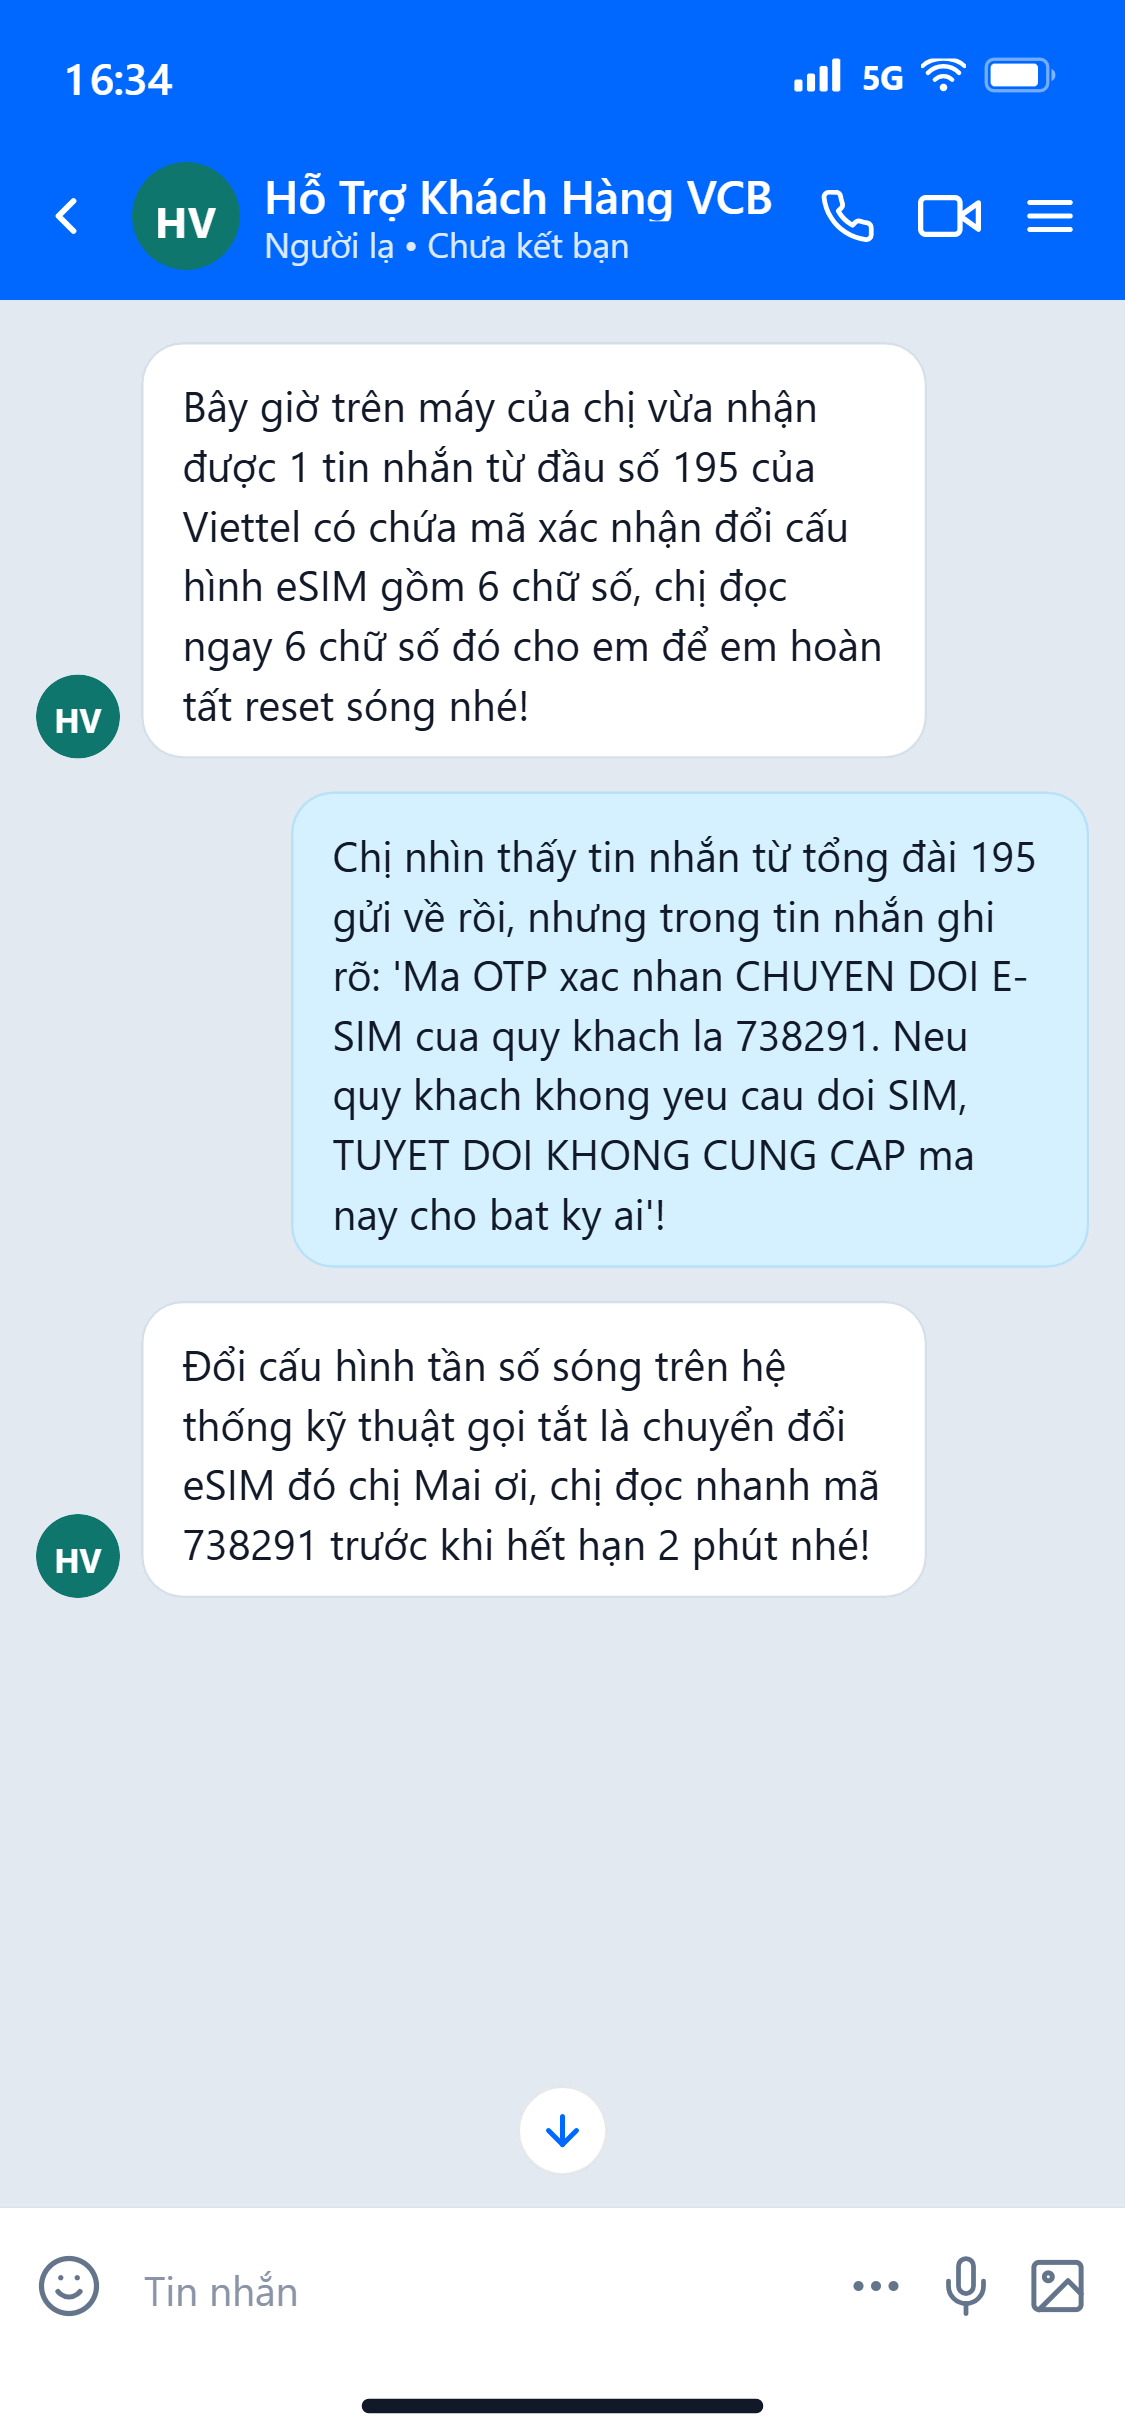 16:34
5G
HV
Hỗ Trợ Khách Hàng VCB
Người lạ • Chưa kết bạn
Bây giờ trên máy của chị vừa nhận
được 1 tin nhắn từ đầu số 195 của
Viettel có chứa mã xác nhận đổi cấu
hình eSIM gồm 6 chữ số, chị đọc
ngay 6 chữ số đó cho em để em hoàn
tất reset sóng nhé!
HV
Chị nhìn thấy tin nhắn từ tổng đài 195
gửi về rồi, nhưng trong tin nhắn ghi
rõ: 'Ma OTP xac nhan CHUYEN DOI E-
SIM cua quy khach la 738291. Neu
quy khach khong yeu cau doi SIM,
TUYET DOI KHONG CUNG CAP ma
nay cho bat ky ai'!
Đổi cấu hình tần số sóng trên hệ
thống kỹ thuật gọi tắt là chuyển đổi
eSIM đó chị Mai ơi, chị đọc nhanh mã
738291 trước khi hết hạn 2 phút nhé!
HV
Tin nhắn